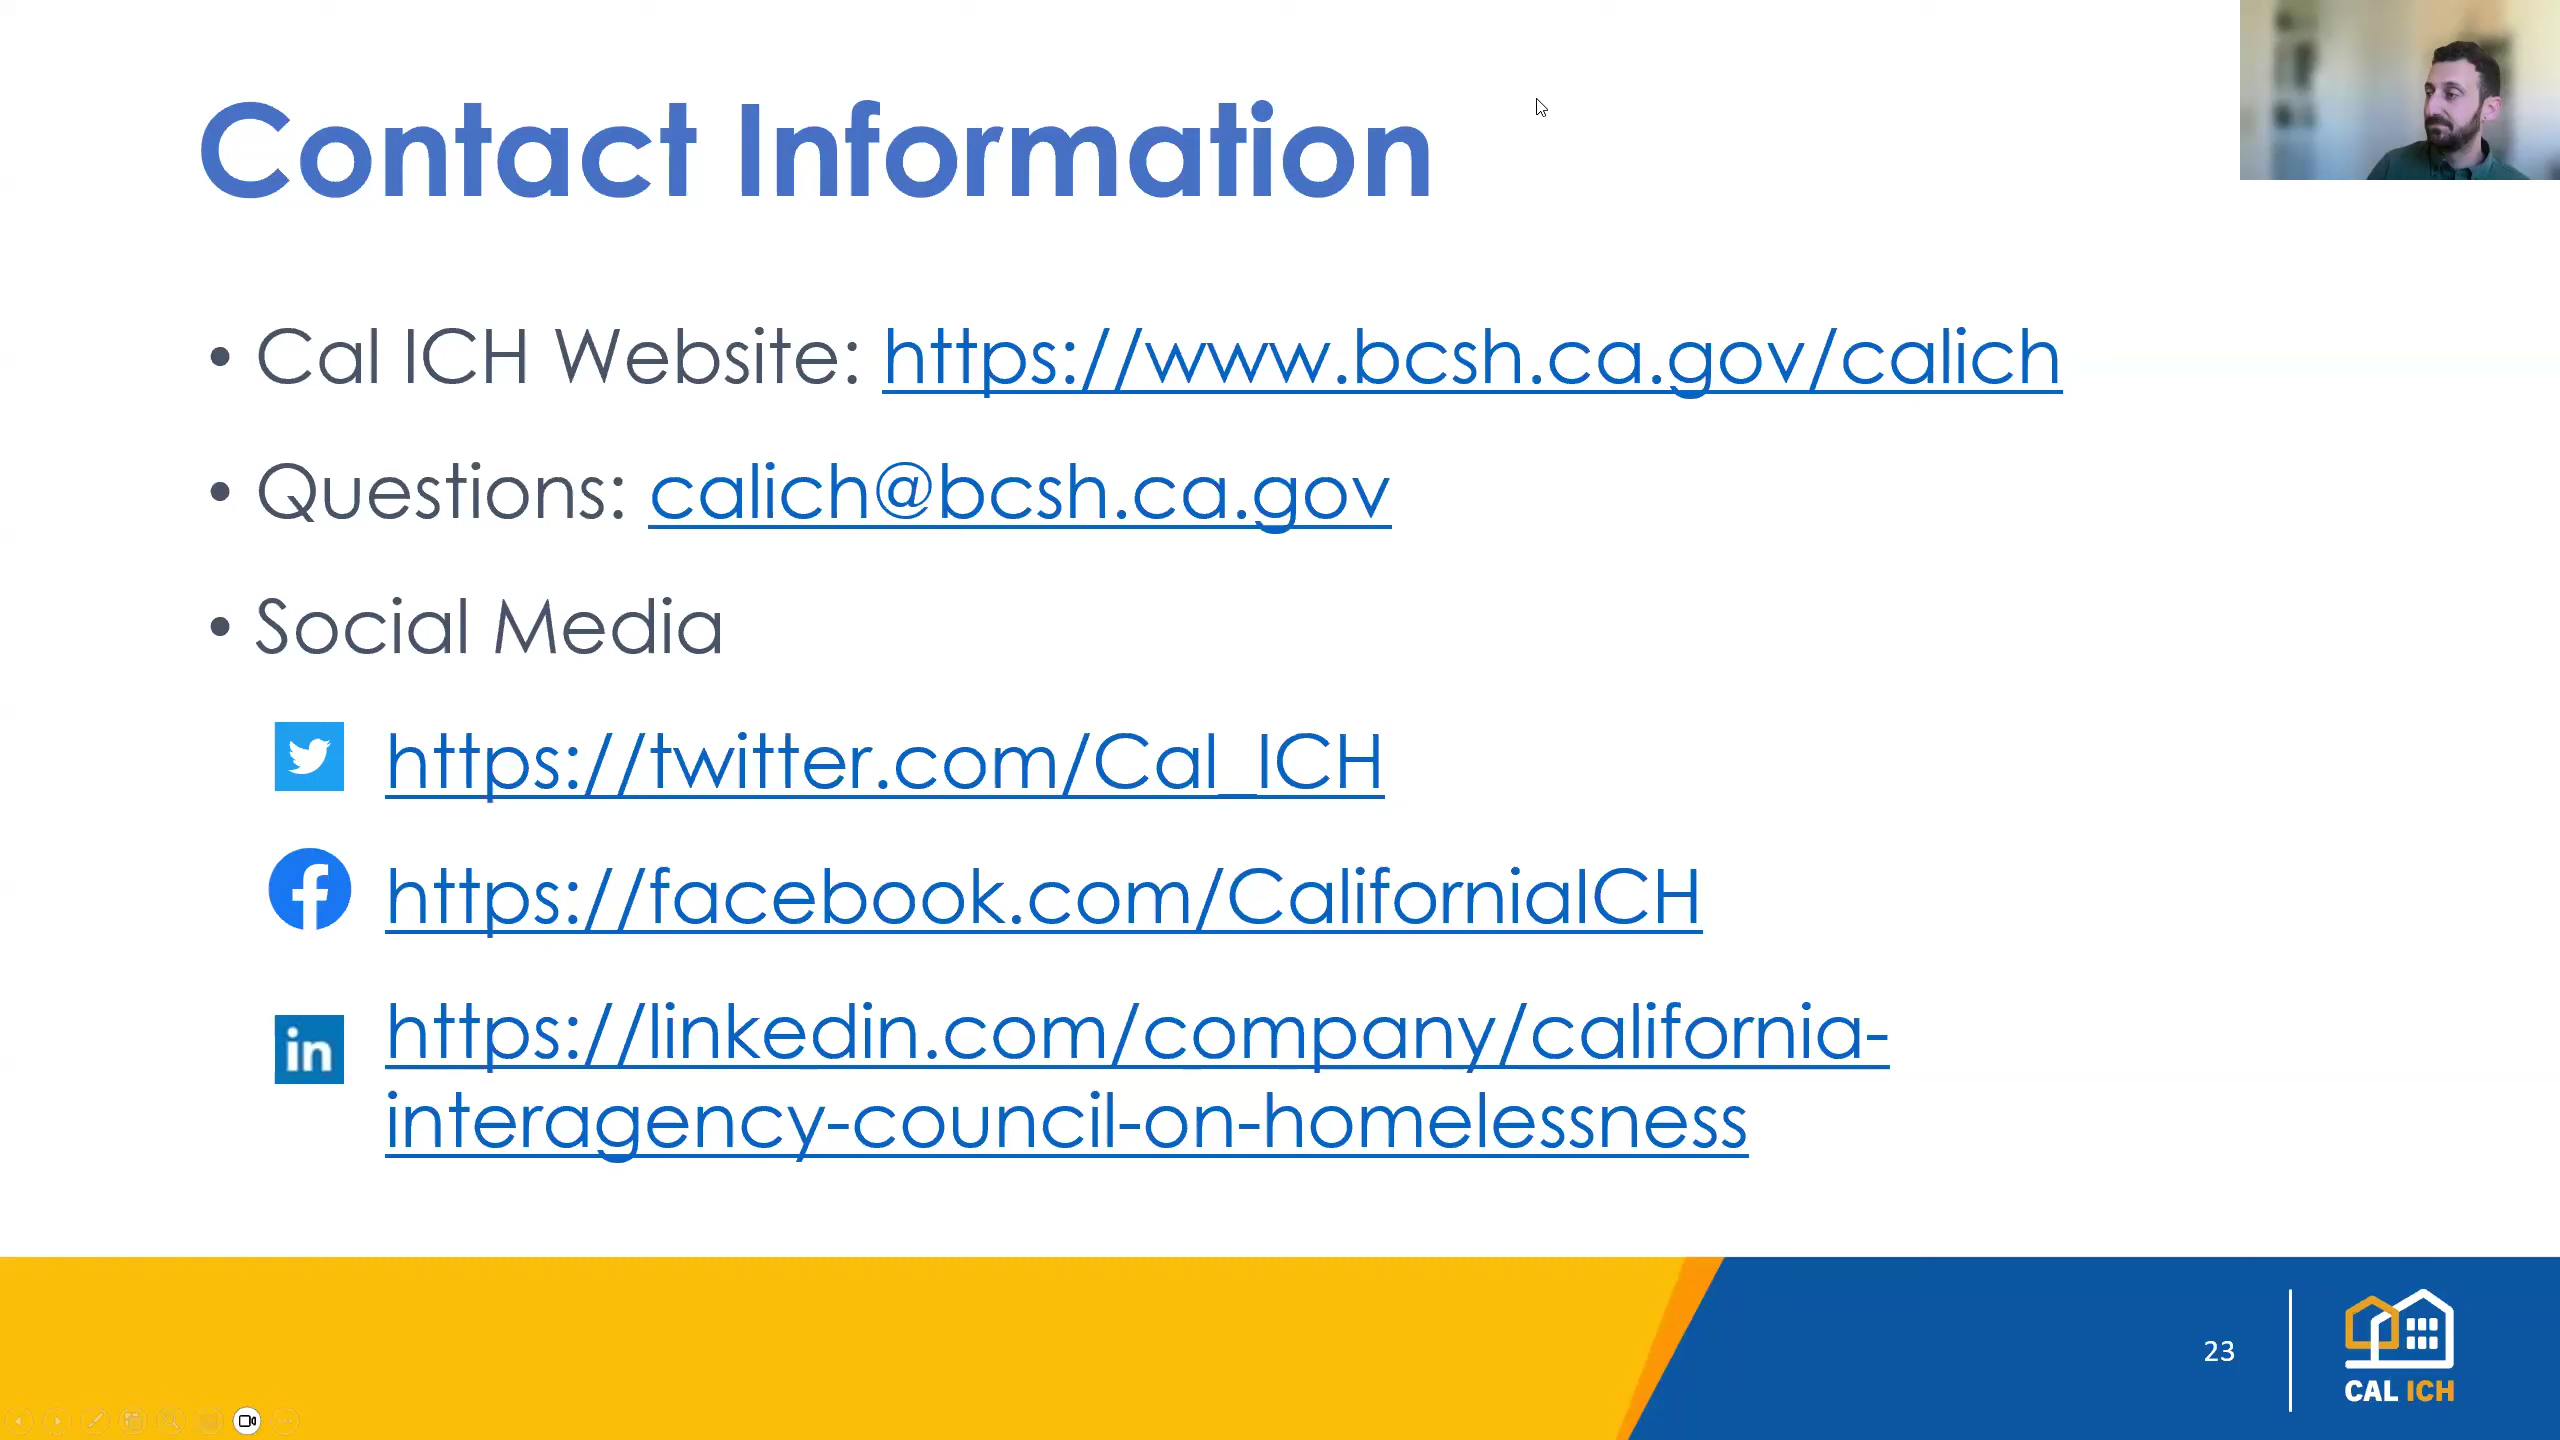 Contact Information
• Cal ICH Website: https://www.bcsh.ca.gov/calich
• Questions: calich@bcsh.ca.gov
• Social Media
https://twitter.com/Cal_ICH
https://facebook.com/CaliforniaICH
in https://linkedin.com/company/california-
interagency-council-on-homelessness
23
CAL ICH